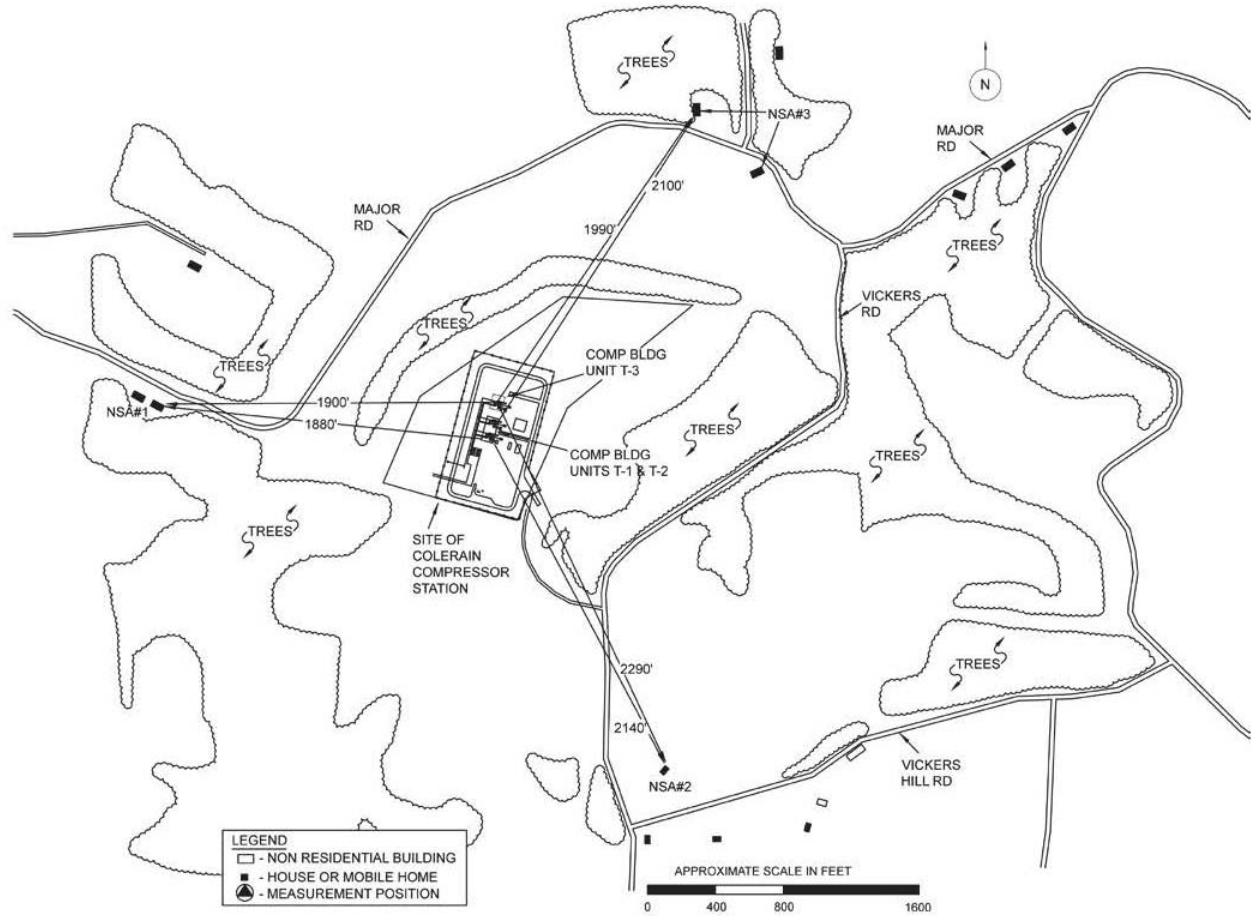 TREES
N
NSA#3
MAJOR
RD
2100'
MAJOR
RD
1990'
TREES
VICKERS
RD
TREES
COMP BLDG
UNIT T-3
TREES
1900'
NSA#1
1880'
TREES
COMP BLDG
UNITS T-1 & T-2
TREES
TREES
SITE OF
COLERAIN
COMPRESSOR
STATION
2290'
TREES
2140'
NSA#2
VICKERS
HILL RD
LEGEND
- NON RESIDENTIAL BUILDING
- HOUSE OR MOBILE HOME
- MEASUREMENT POSITION
APPROXIMATE SCALE IN FEET
0 400 800 1600